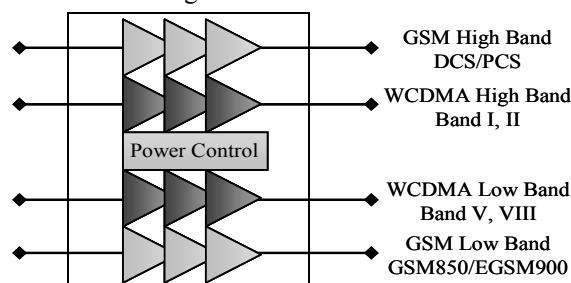 GSM High Band
DCS/PCS
WCDMA High Band
Band I, II
Power Control
WCDMA Low Band
Band V, VIII
GSM Low Band
GSM850/EGSM900